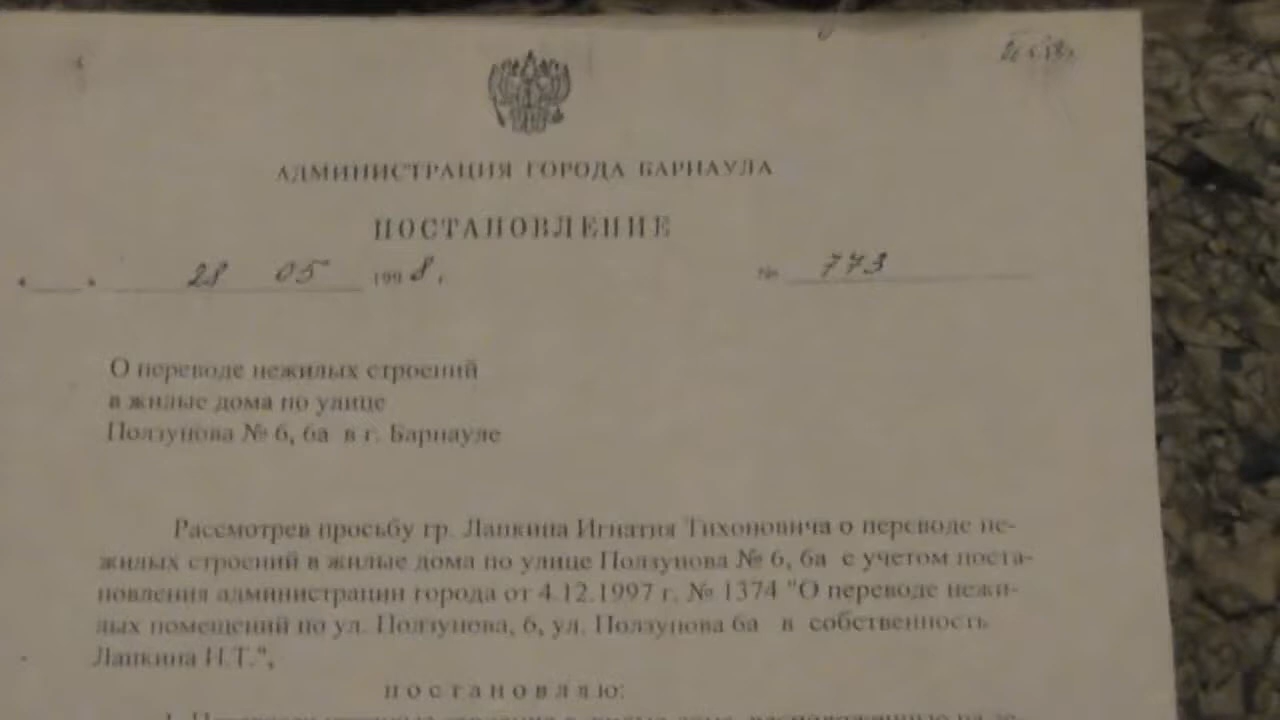 АДМИНИСТРАЦИЯ ГОРОДА БАРНАУЛА
ПОСТАНОВЛЕНИЕ
28 05 1998 г. № 773
О переводе нежилых строений
в жилые дома по улице
Ползунова № 6, 6а в г. Барнауле
Рассмотрев просьбу гр. Лапкина Игнатия Тихоновича о переводе не-
жилых строений в жилые дома по улице Ползунова № 6, 6а с учетом поста-
новления администрации города от 4.12.1997 г. № 1374 "О переводе нежи-
лых помещений по ул. Ползунова, 6, ул. Ползунова 6а в собственность
Лапкина И.Т.",
постановляю: